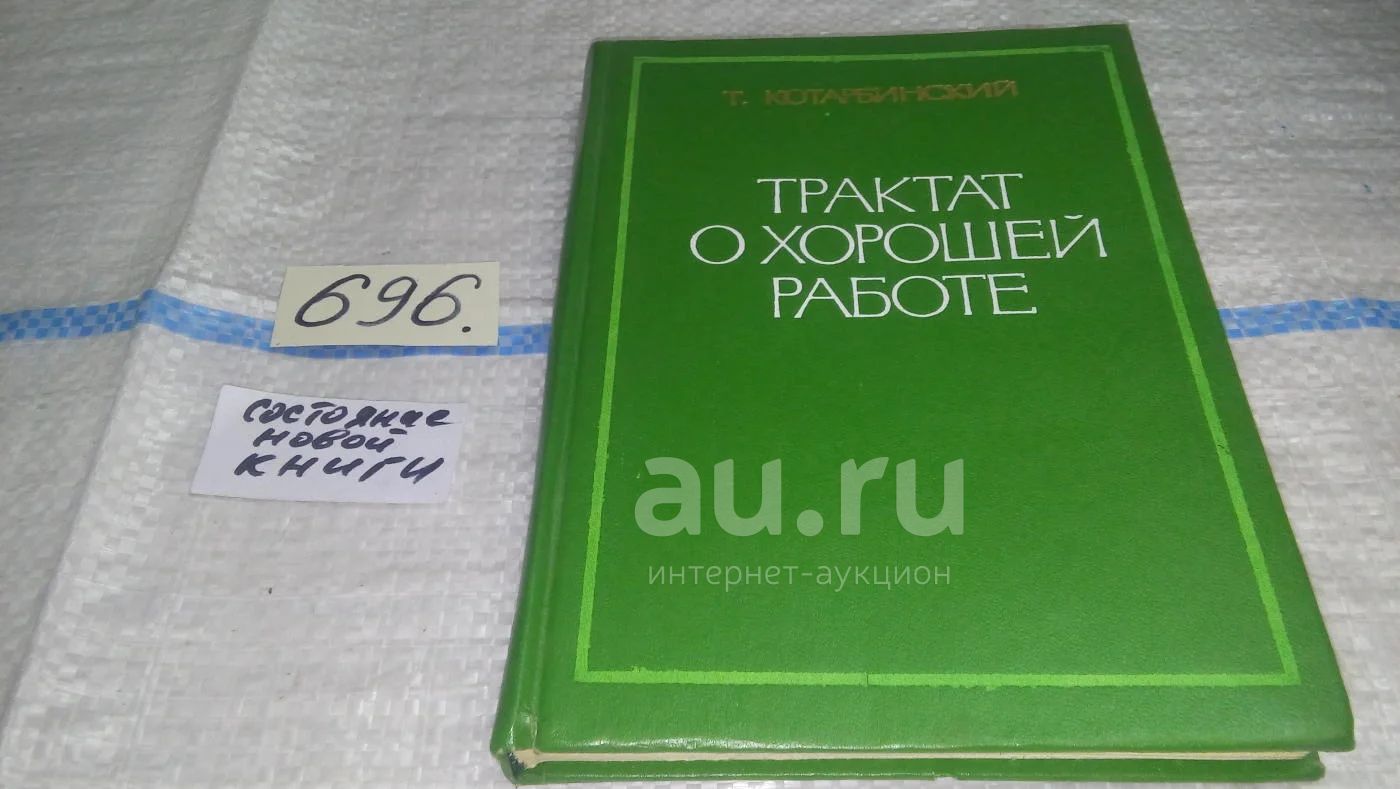 Т. КОТАРБИНСКИЙ
ТРАКТАТ
О ХОРОШЕЙ
РАБОТЕ
696.
состояние
новой
книги
au.ru
интернет-аукцион